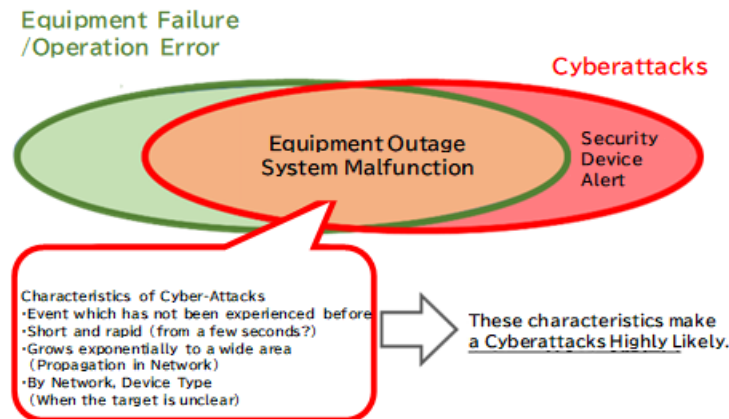 Equipment Failure
/Operation Error
Cyberattacks
Equipment Outage
System Malfunction
Security
Device
Alert
Characteristics of Cyber-Attacks
・Event which has not been experienced before
・Short and rapid (from a few seconds?)
・Grows exponentially to a wide area
(Propagation in Network)
・By Network, Device Type
(When the target is unclear)
These characteristics make
a Cyberattacks Highly Likely.